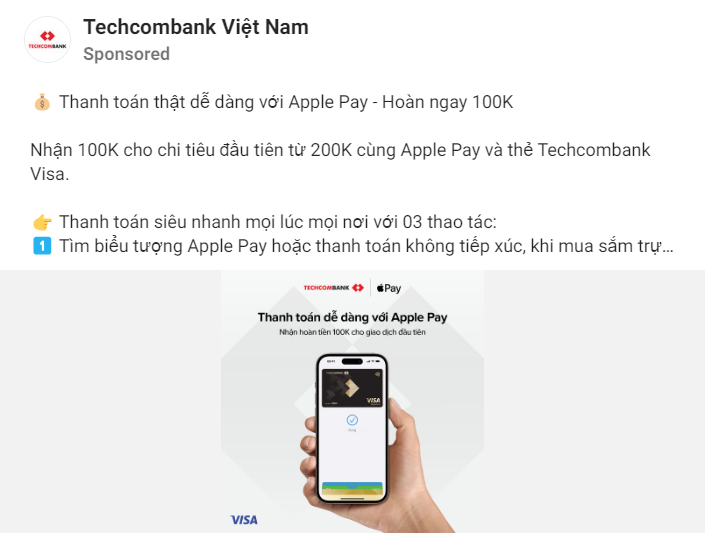 Techcombank Việt Nam
TECHCOMBANK
Sponsored
💰 Thanh toán thật dễ dàng với Apple Pay - Hoàn ngay 100K
Nhận 100K cho chi tiêu đầu tiên từ 200K cùng Apple Pay và thẻ Techcombank
Visa.
👉 Thanh toán siêu nhanh mọi lúc mọi nơi với 03 thao tác:
1️⃣ Tìm biểu tượng Apple Pay hoặc thanh toán không tiếp xúc, khi mua sắm trự...
TECHCOMBANK Pay
Thanh toán dễ dàng với Apple Pay
Nhận hoàn tiền 100K cho giao dịch đầu tiên
TECHCOMBANK
VISA
VISA